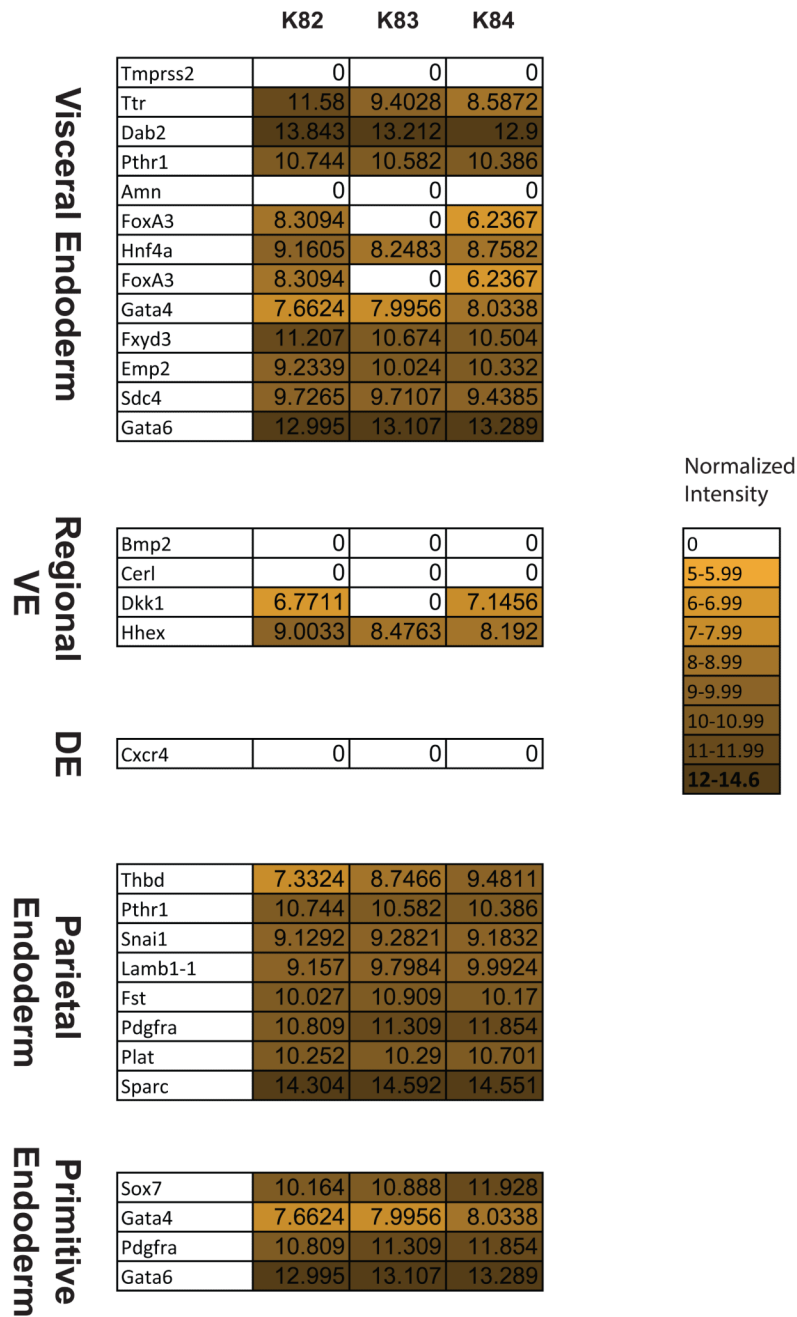 K82 K83 K84
Visceral Endoderm
Tmprss2 0 0 0
Ttr 11.58 9.4028 8.5872
Dab2 13.843 13.212 12.9
Pthr1 10.744 10.582 10.386
Amn 0 0 0
FoxA3 8.3094 0 6.2367
Hnf4a 9.1605 8.2483 8.7582
FoxA3 8.3094 0 6.2367
Gata4 7.6624 7.9956 8.0338
Fxyd3 11.207 10.674 10.504
Emp2 9.2339 10.024 10.332
Sdc4 9.7265 9.7107 9.4385
Gata6 12.995 13.107 13.289
Regional
VE
Bmp2 0 0 0
Cerl 0 0 0
Dkk1 6.7711 0 7.1456
Hhex 9.0033 8.4763 8.192
DE
Cxcr4 0 0 0
Parietal
Endoderm
Thbd 7.3324 8.7466 9.4811
Pthr1 10.744 10.582 10.386
Snai1 9.1292 9.2821 9.1832
Lamb1-1 9.157 9.7984 9.9924
Fst 10.027 10.909 10.17
Pdgfra 10.809 11.309 11.854
Plat 10.252 10.29 10.701
Sparc 14.304 14.592 14.551
Primitive
Endoderm
Sox7 10.164 10.888 11.928
Gata4 7.6624 7.9956 8.0338
Pdgfra 10.809 11.309 11.854
Gata6 12.995 13.107 13.289
Normalized
Intensity
0
5-5.99
6-6.99
7-7.99
8-8.99
9-9.99
10-10.99
11-11.99
12-14.6